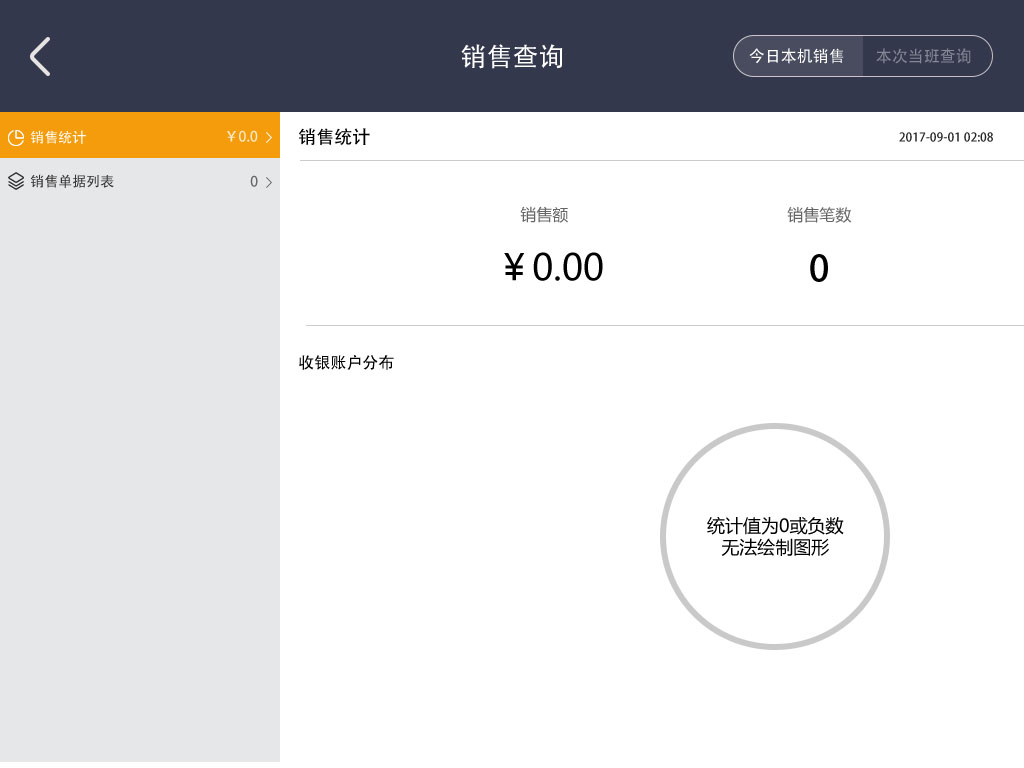 销售查询
今日本机销售
本次当班查询
销售统计
￥0.0
销售单据列表
0
销售统计
2017-09-01 02:08
销售额
销售笔数
￥0.00
0
收银账户分布
统计值为0或负数
无法绘制图形